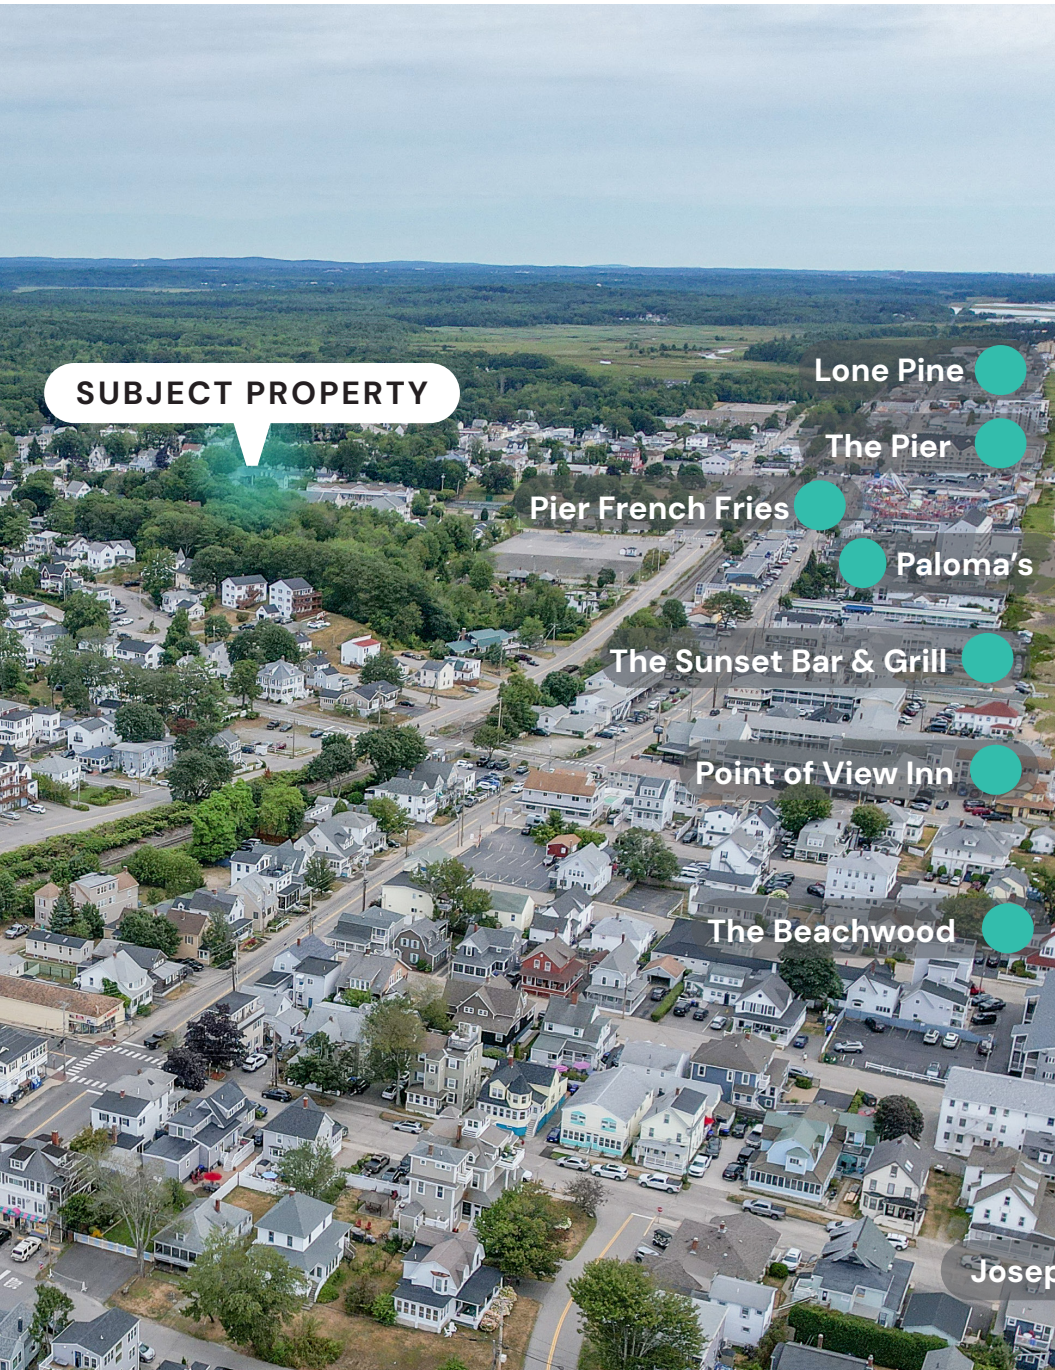 SUBJECT PROPERTY
Lone Pine
The Pier
Pier French Fries
Paloma's
The Sunset Bar & Grill
Point of View Inn
The Beachwood
Josep